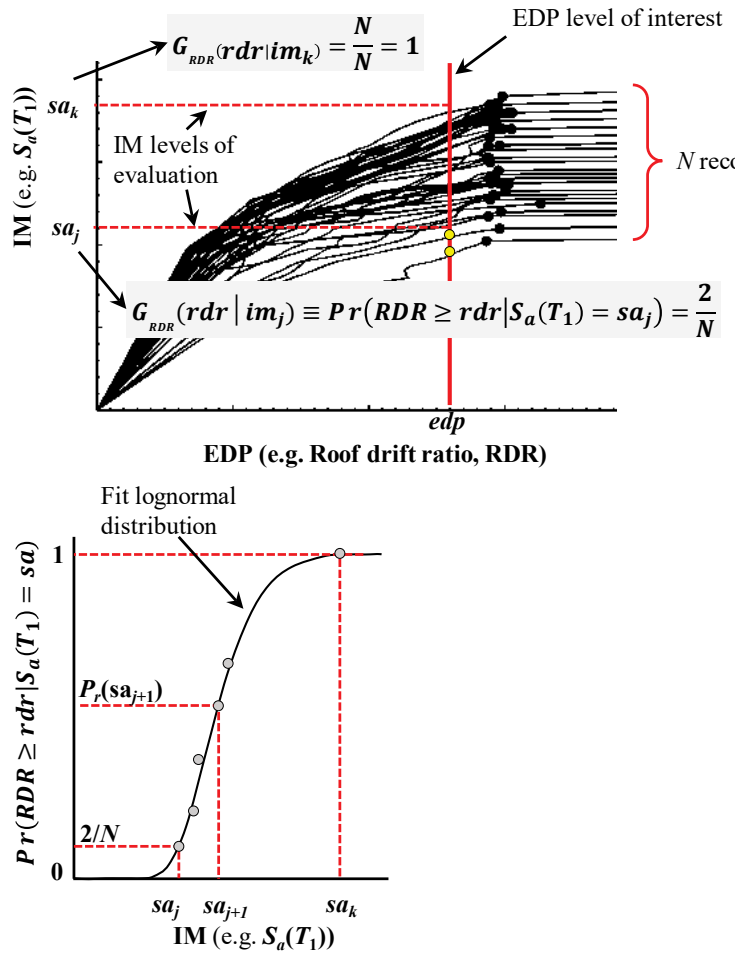 EDP level of interest
G_RDR(rdr|im_k) = N/N = 1
IM (e.g. S_a(T_1))
sa_k
IM levels of
evaluation
N reco
sa_j
G_RDR(rdr | im_j) ≡ Pr(RDR ≥ rdr|S_a(T_1) = sa_j) = 2/N
edp
EDP (e.g. Roof drift ratio, RDR)
Fit lognormal
distribution
Pr(RDR ≥ rdr|S_a(T_1) = sa)
1
P_r(sa_{j+1})
2/N
0
sa_j sa_{j+1} sa_k
IM (e.g. S_a(T_1))